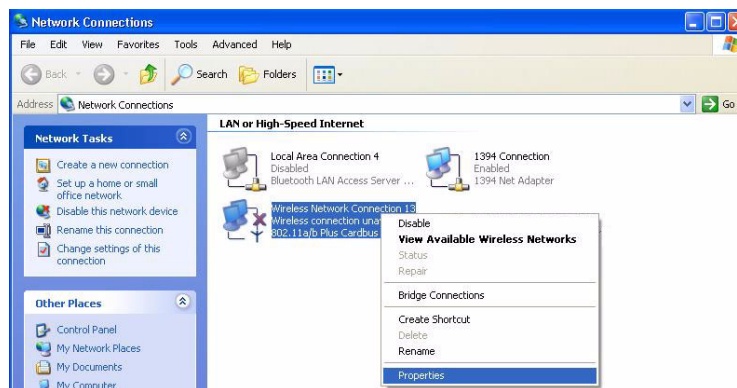 Network Connections
File Edit View Favorites Tools Advanced Help
Back Search Folders
Address Network Connections Go
Network Tasks
Create a new connection
Set up a home or small
office network
Disable this network device
Rename this connection
Change settings of this
connection
Other Places
Control Panel
My Network Places
My Documents
My Computer
LAN or High-Speed Internet
Local Area Connection 4
Disabled
Bluetooth LAN Access Server ...
1394 Connection
Enabled
1394 Net Adapter
Wireless Network Connection 13
Wireless connection
802.11a/b Plus Cardbus
Disable
View Available Wireless Networks
Status
Repair
Bridge Connections
Create Shortcut
Delete
Rename
Properties